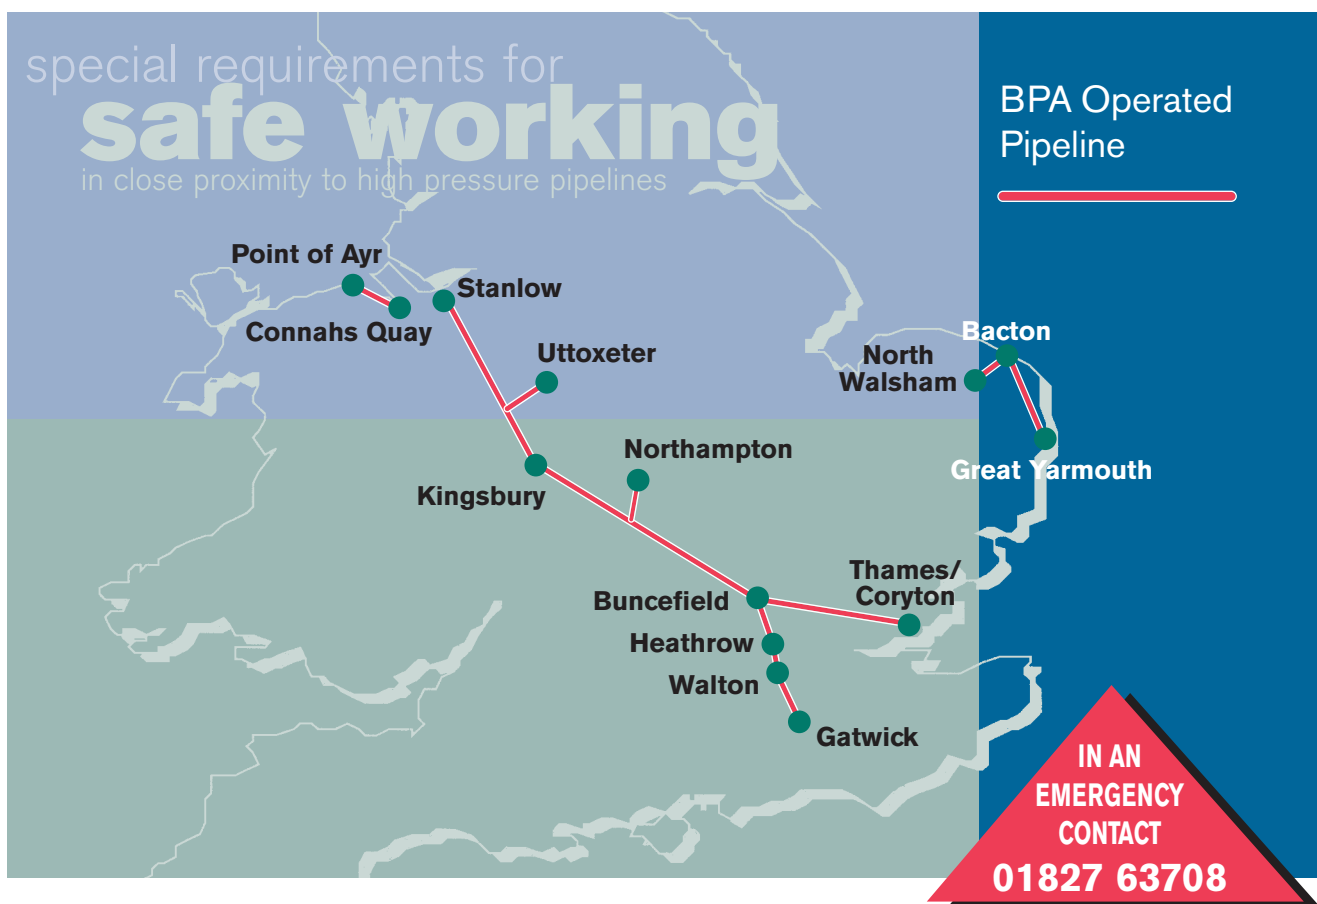 special requirements for
safe working
in close proximity to high pressure pipelines
BPA Operated
Pipeline
Point of Ayr
Stanlow
Connahs Quay
Uttoxeter
Bacton
North
Walsham
Northampton
Great Yarmouth
Kingsbury
Thames/
Coryton
Buncefield
Heathrow
Walton
Gatwick
IN AN
EMERGENCY
CONTACT
01827 63708